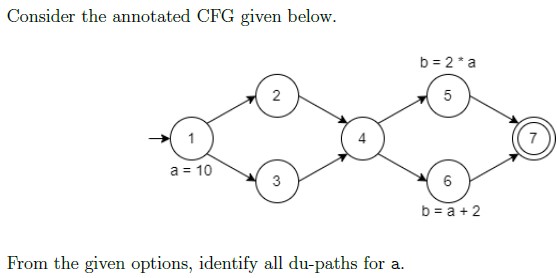 Consider the annotated CFG given below.
b = 2 * a
2
5
1
4
7
a = 10
3
6
b = a + 2
From the given options, identify all du-paths for a.